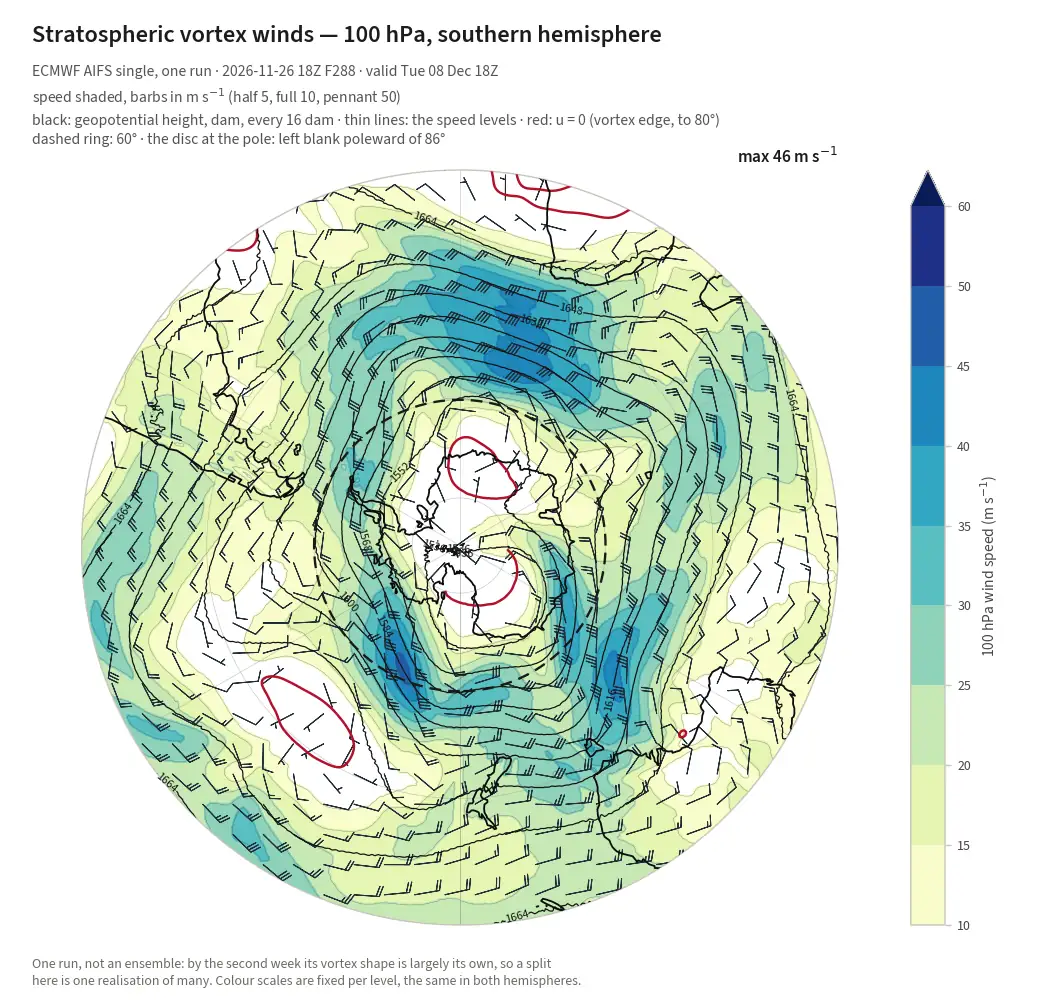 Stratospheric vortex winds — 100 hPa, southern hemisphere
ECMWF AIFS single, one run · 2026-11-26 18Z F288 · valid Tue 08 Dec 18Z
speed shaded, barbs in m s⁻¹ (half 5, full 10, pennant 50)
black: geopotential height, dam, every 16 dam · thin lines: the speed levels · red: u = 0 (vortex edge, to 80°)
dashed ring: 60° · the disc at the pole: left blank poleward of 86°
max 46 m s⁻¹
1664
1648
1664
1552
1664
1568
1600
1584
1616
1664
1664
60
50
45
40
35
30
25
20
15
10
100 hPa wind speed (m s⁻¹)
One run, not an ensemble: by the second week its vortex shape is largely its own, so a split
here is one realisation of many. Colour scales are fixed per level, the same in both hemispheres.